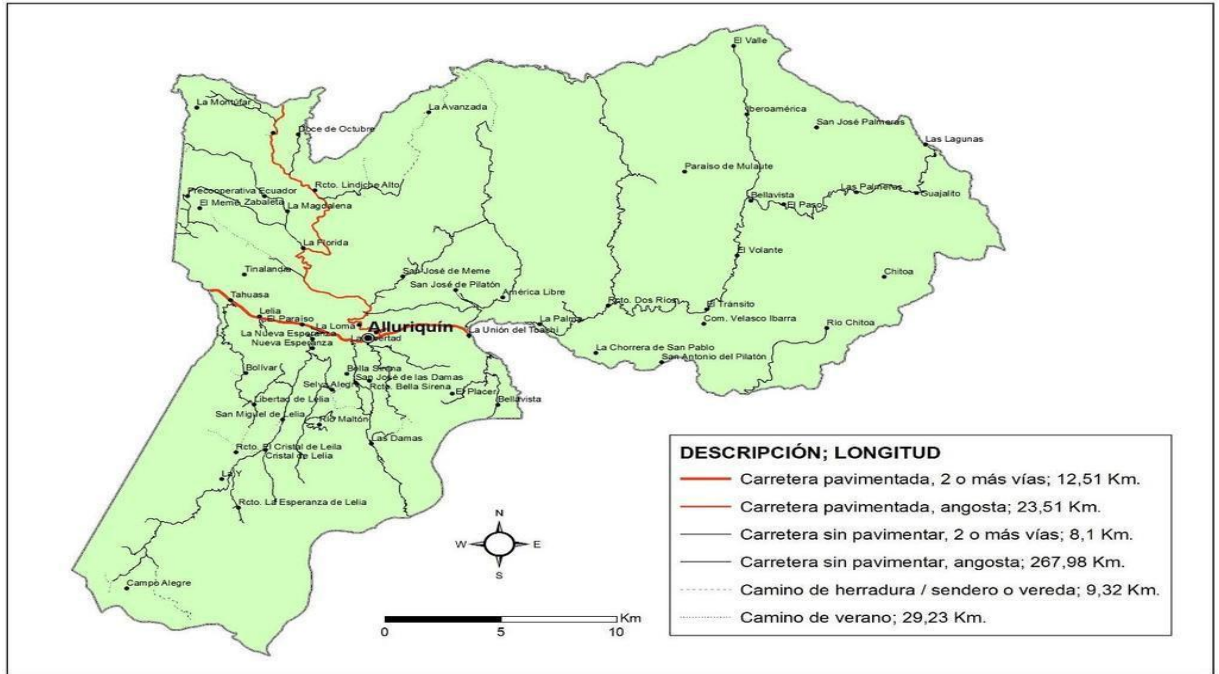 El Valle
La Montúfar
La Avanzada
Iberoamérica
Doce de Octubre
San José Palmeras
Las Lagunas
Paraíso de Mulaute
Rcto. Lindiche Alto
Precooperativa Ecuador
El Meme
Zabaleta
La Magdalena
Bellavista
El Paso
Las Palmeras
Guajalito
La Florida
El Volante
Tinalandia
San José de Meme
Chitoa
San José de Pilatón
América Libre
Tahuasa
Rcto. Dos Ríos
El Tránsito
Lelia
El Paraíso
La Loma
Alluriquín
La Palma
Com. Velasco Ibarra
Río Chitoa
La Nueva Esperanza
La Unión del Toachi
Nueva Esperanza
La Chorrera de San Pablo
San Antonio del Pilatón
Bolívar
Bella Sirena
San José de las Damas
Selva Alegre
Rcto. Bella Sirena
El Placer
Libertad de Lelia
Bellavista
San Miguel de Lelia
Río Maltón
Las Damas
Rcto. El Cristal de Leila
Cristal de Lelia
La Y
Rcto. La Esperanza de Lelia
Campo Alegre
N
W
E
S
Km
0
5
10
DESCRIPCIÓN; LONGITUD
Carretera pavimentada, 2 o más vías; 12,51 Km.
Carretera pavimentada, angosta; 23,51 Km.
Carretera sin pavimentar, 2 o más vías; 8,1 Km.
Carretera sin pavimentar, angosta; 267,98 Km.
Camino de herradura / sendero o vereda; 9,32 Km.
Camino de verano; 29,23 Km.